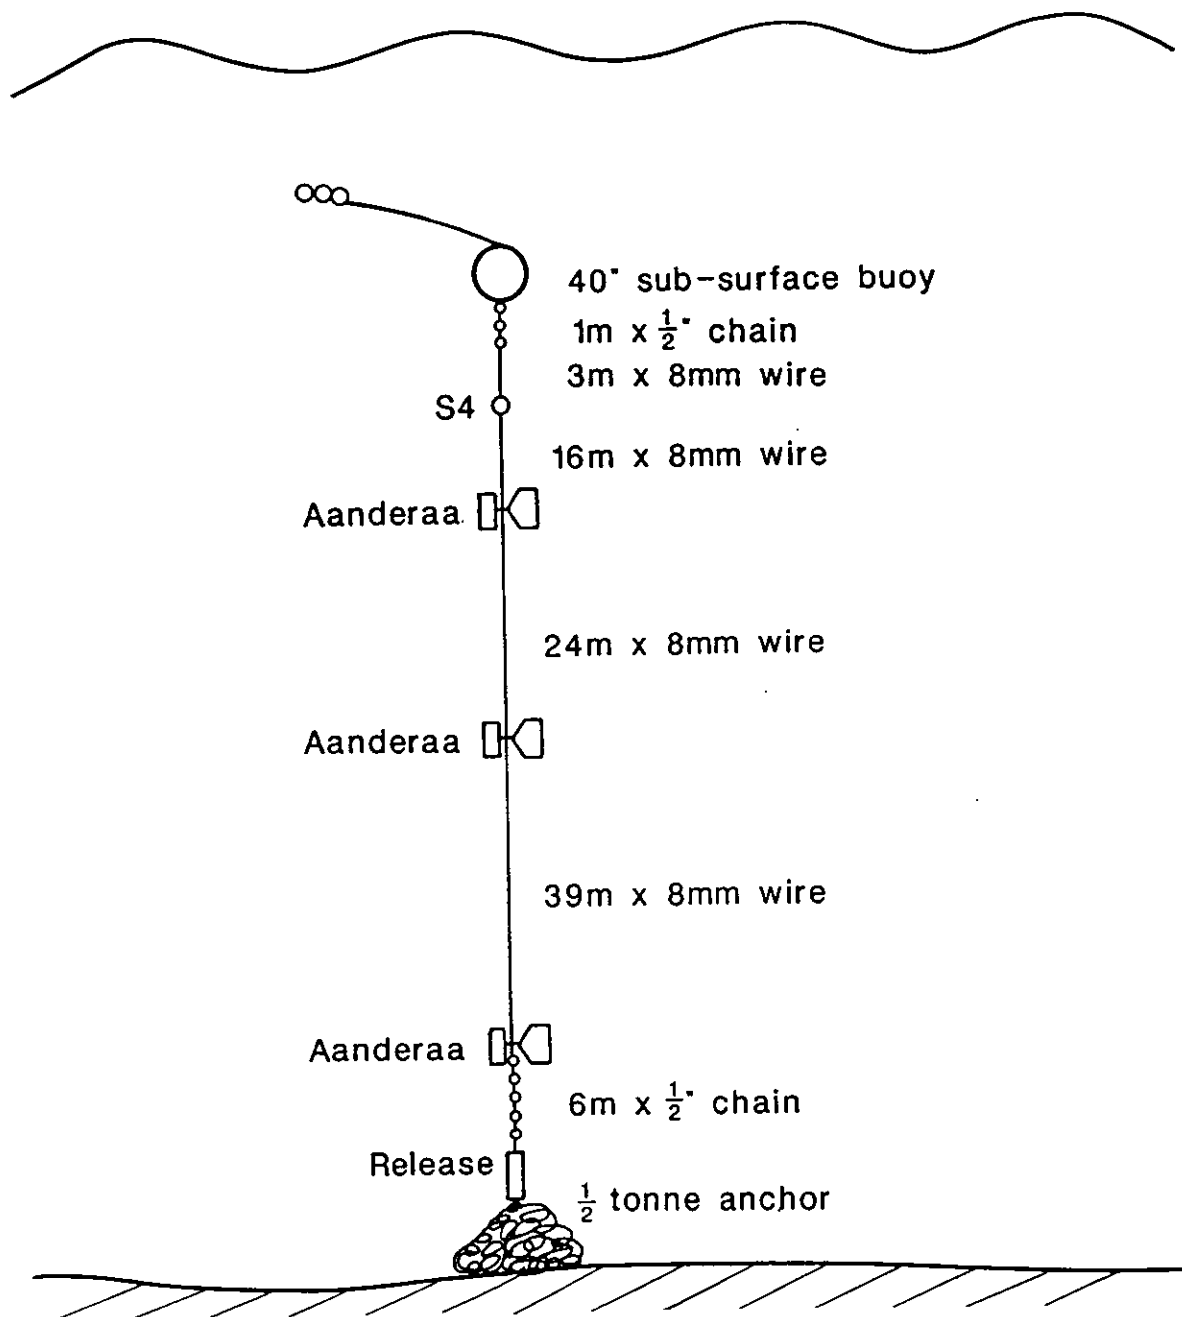 40" sub-surface buoy
1m x 1/2" chain
3m x 8mm wire
S4
16m x 8mm wire
Aanderaa
24m x 8mm wire
Aanderaa
39m x 8mm wire
Aanderaa
6m x 1/2" chain
Release
1/2 tonne anchor